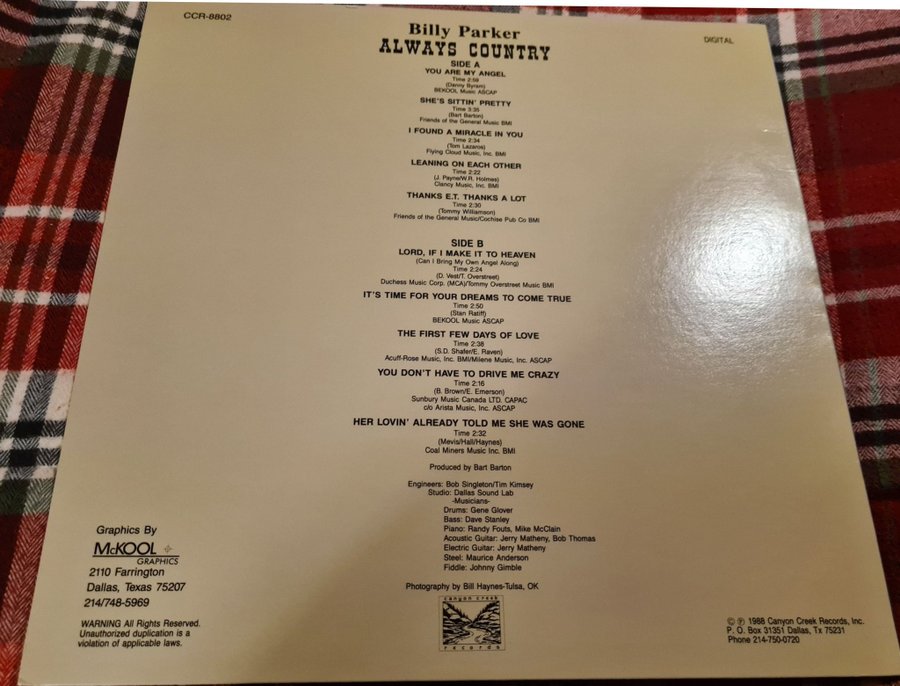 CCR-8802
DIGITAL
Billy Parker
ALWAYS COUNTRY
SIDE A
YOU ARE MY ANGEL
Time 2:59
(Danny Byram)
BEKOOL Music ASCAP
SHE'S SITTIN' PRETTY
Time 3:35
(Bart Barton)
Friends of the General Music BMI
I FOUND A MIRACLE IN YOU
Time 2:34
(Tom Lazaros)
Flying Cloud Music, Inc. BMI
LEANING ON EACH OTHER
Time 2:22
(J. Payne/W.R. Holmes)
Clancy Music, Inc. BMI
THANKS E.T. THANKS A LOT
Time 2:30
(Tommy Williamson)
Friends of the General Music/Cochise Pub Co BMI
SIDE B
LORD, IF I MAKE IT TO HEAVEN
(Can I Bring My Own Angel Along)
Time 2:24
(D. Vest/T. Overstreet)
Duchess Music Corp. (MCA)/Tommy Overstreet Music BMI
IT'S TIME FOR YOUR DREAMS TO COME TRUE
Time 2:50
(Stan Ratliff)
BEKOOL Music ASCAP
THE FIRST FEW DAYS OF LOVE
Time 2:38
(S.D. Shafer/E. Raven)
Acuff-Rose Music, Inc. BMI/Milene Music, Inc. ASCAP
YOU DON'T HAVE TO DRIVE ME CRAZY
Time 2:16
(B. Brown/E. Emerson)
Sunbury Music Canada LTD. CAPAC
c/o Arista Music, Inc. ASCAP
HER LOVIN' ALREADY TOLD ME SHE WAS GONE
Time 2:32
(Mevis/Hall/Haynes)
Coal Miners Music Inc. BMI
Produced by Bart Barton
Engineers: Bob Singleton/Tim Kimsey
Studio: Dallas Sound Lab
-Musicians-
Drums: Gene Glover
Bass: Dave Stanley
Piano: Randy Fouts, Mike McClain
Acoustic Guitar: Jerry Matheny, Bob Thomas
Electric Guitar: Jerry Matheny
Steel: Maurice Anderson
Fiddle: Johnny Gimble
Photography by Bill Haynes-Tulsa, OK
canyon creek
records
Graphics By
McKOOL
GRAPHICS
2110 Farrington
Dallas, Texas 75207
214/748-5969
WARNING All Rights Reserved.
Unauthorized duplication is a
violation of applicable laws.
© ℗ 1988 Canyon Creek Records, Inc.
P. O. Box 31351 Dallas, Tx 75231
Phone 214-750-0720